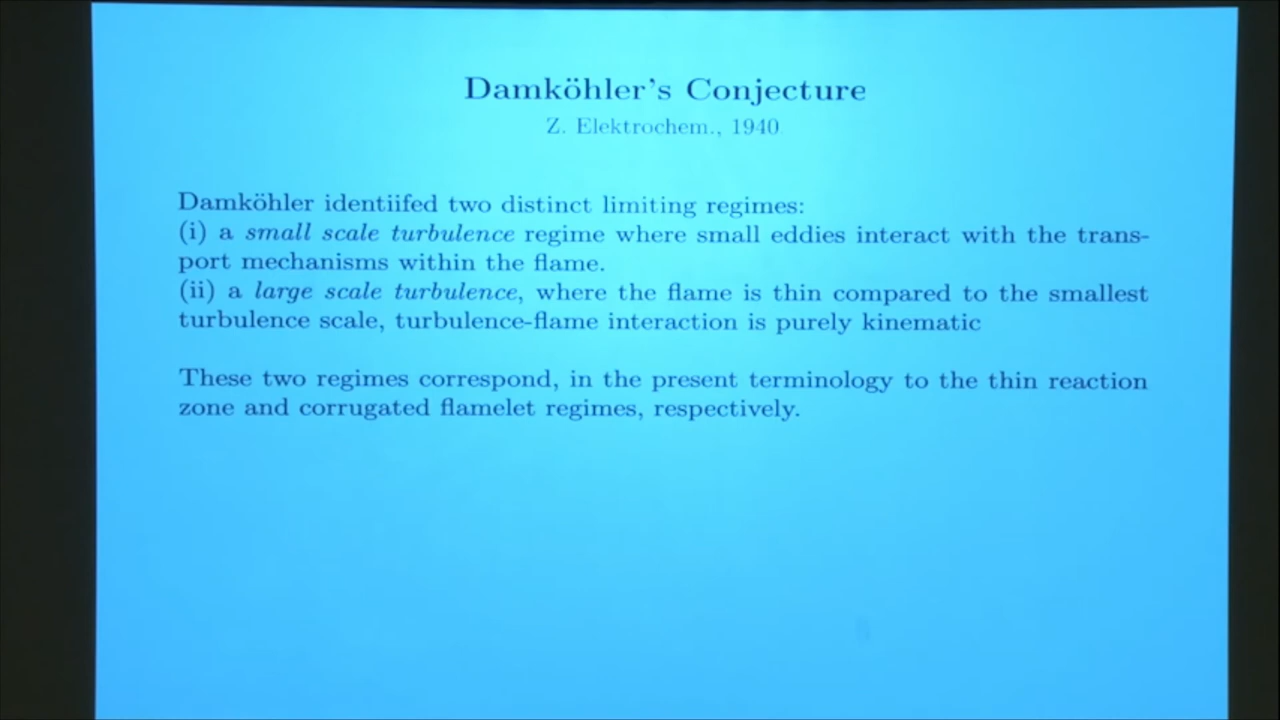 Damköhler's Conjecture
Z. Elektrochem., 1940
Damköhler identiifed two distinct limiting regimes:
(i) a small scale turbulence regime where small eddies interact with the trans-
port mechanisms within the flame.
(ii) a large scale turbulence, where the flame is thin compared to the smallest
turbulence scale, turbulence-flame interaction is purely kinematic
These two regimes correspond, in the present terminology to the thin reaction
zone and corrugated flamelet regimes, respectively.